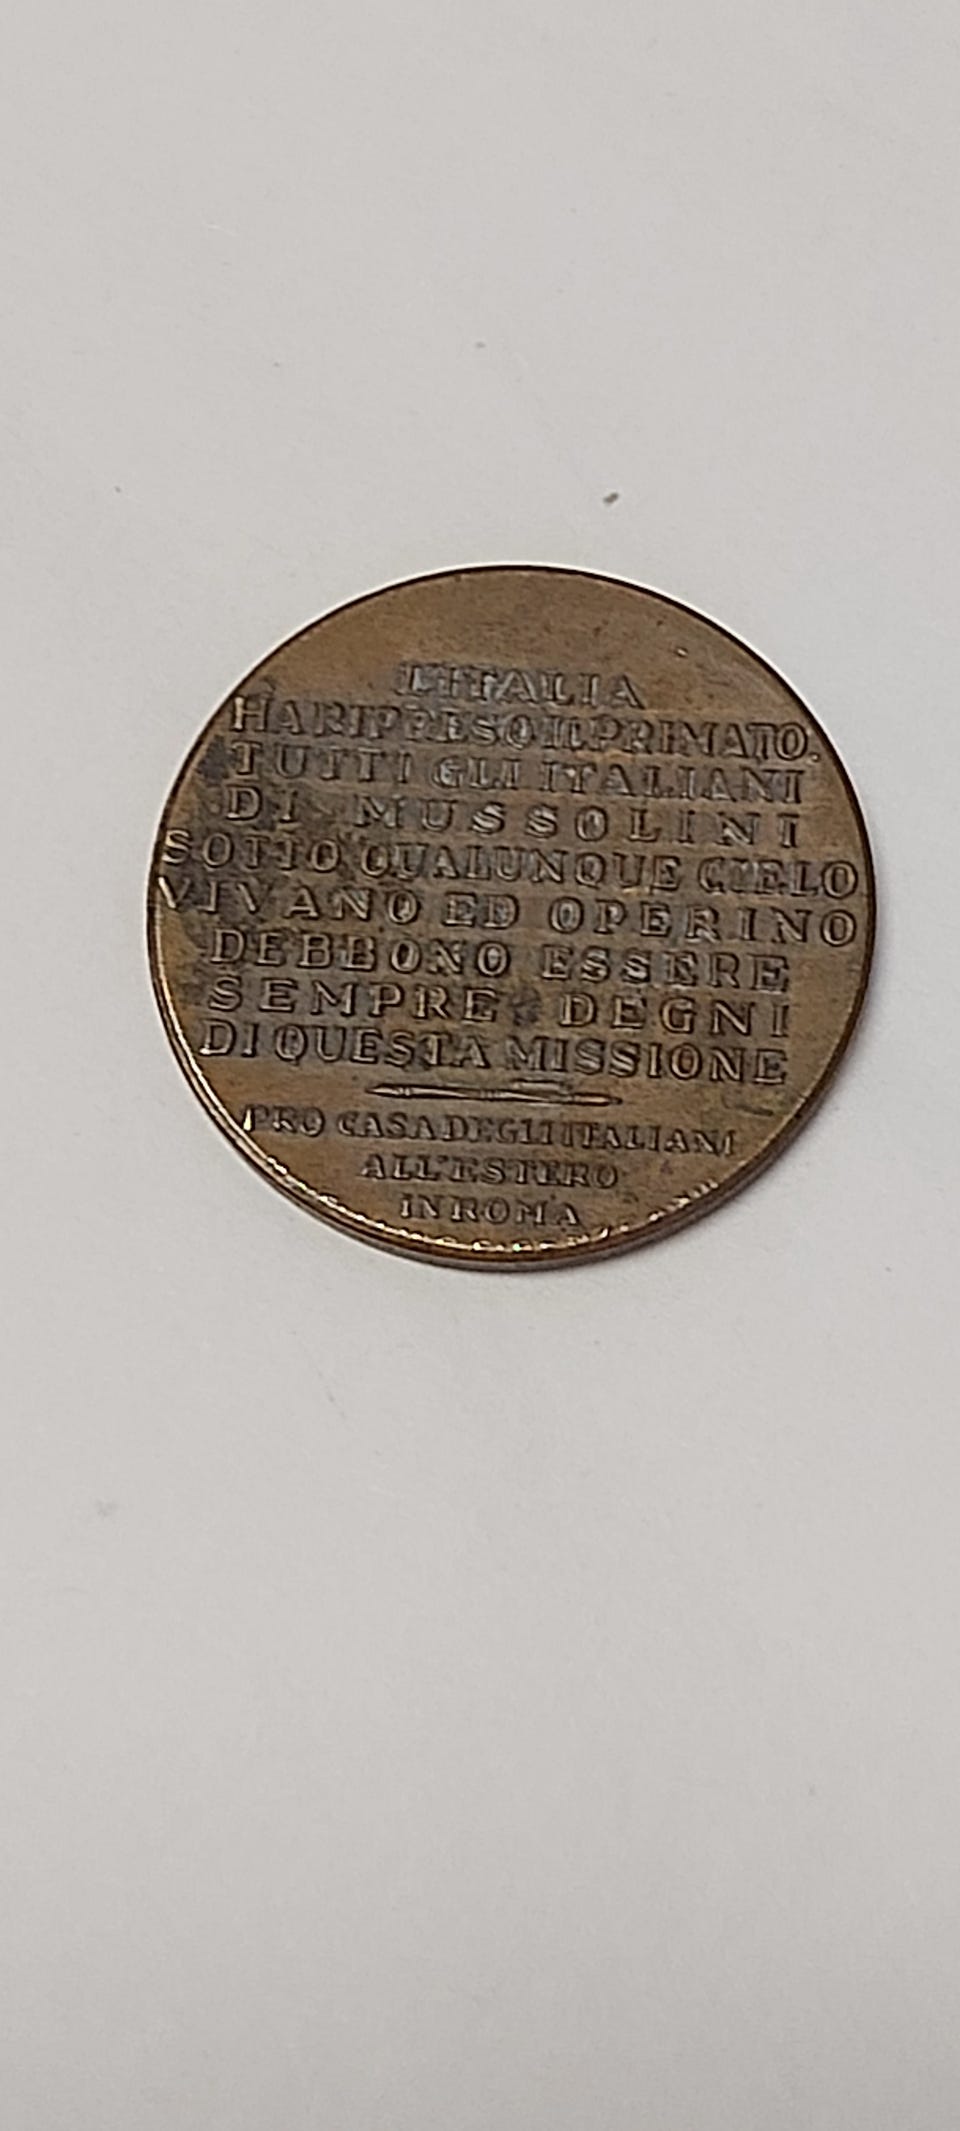 L'ITALIA
HA RIPRESO IL PRIMATO.
TUTTI GLI ITALIANI
DI MUSSOLINI
SOTTO QUALUNQUE CIELO
VIVANO ED OPERINO
DEBBONO ESSERE
SEMPRE DEGNI
DI QUESTA MISSIONE
PRO CASA DEGLI ITALIANI
ALL'ESTERO
IN ROMA